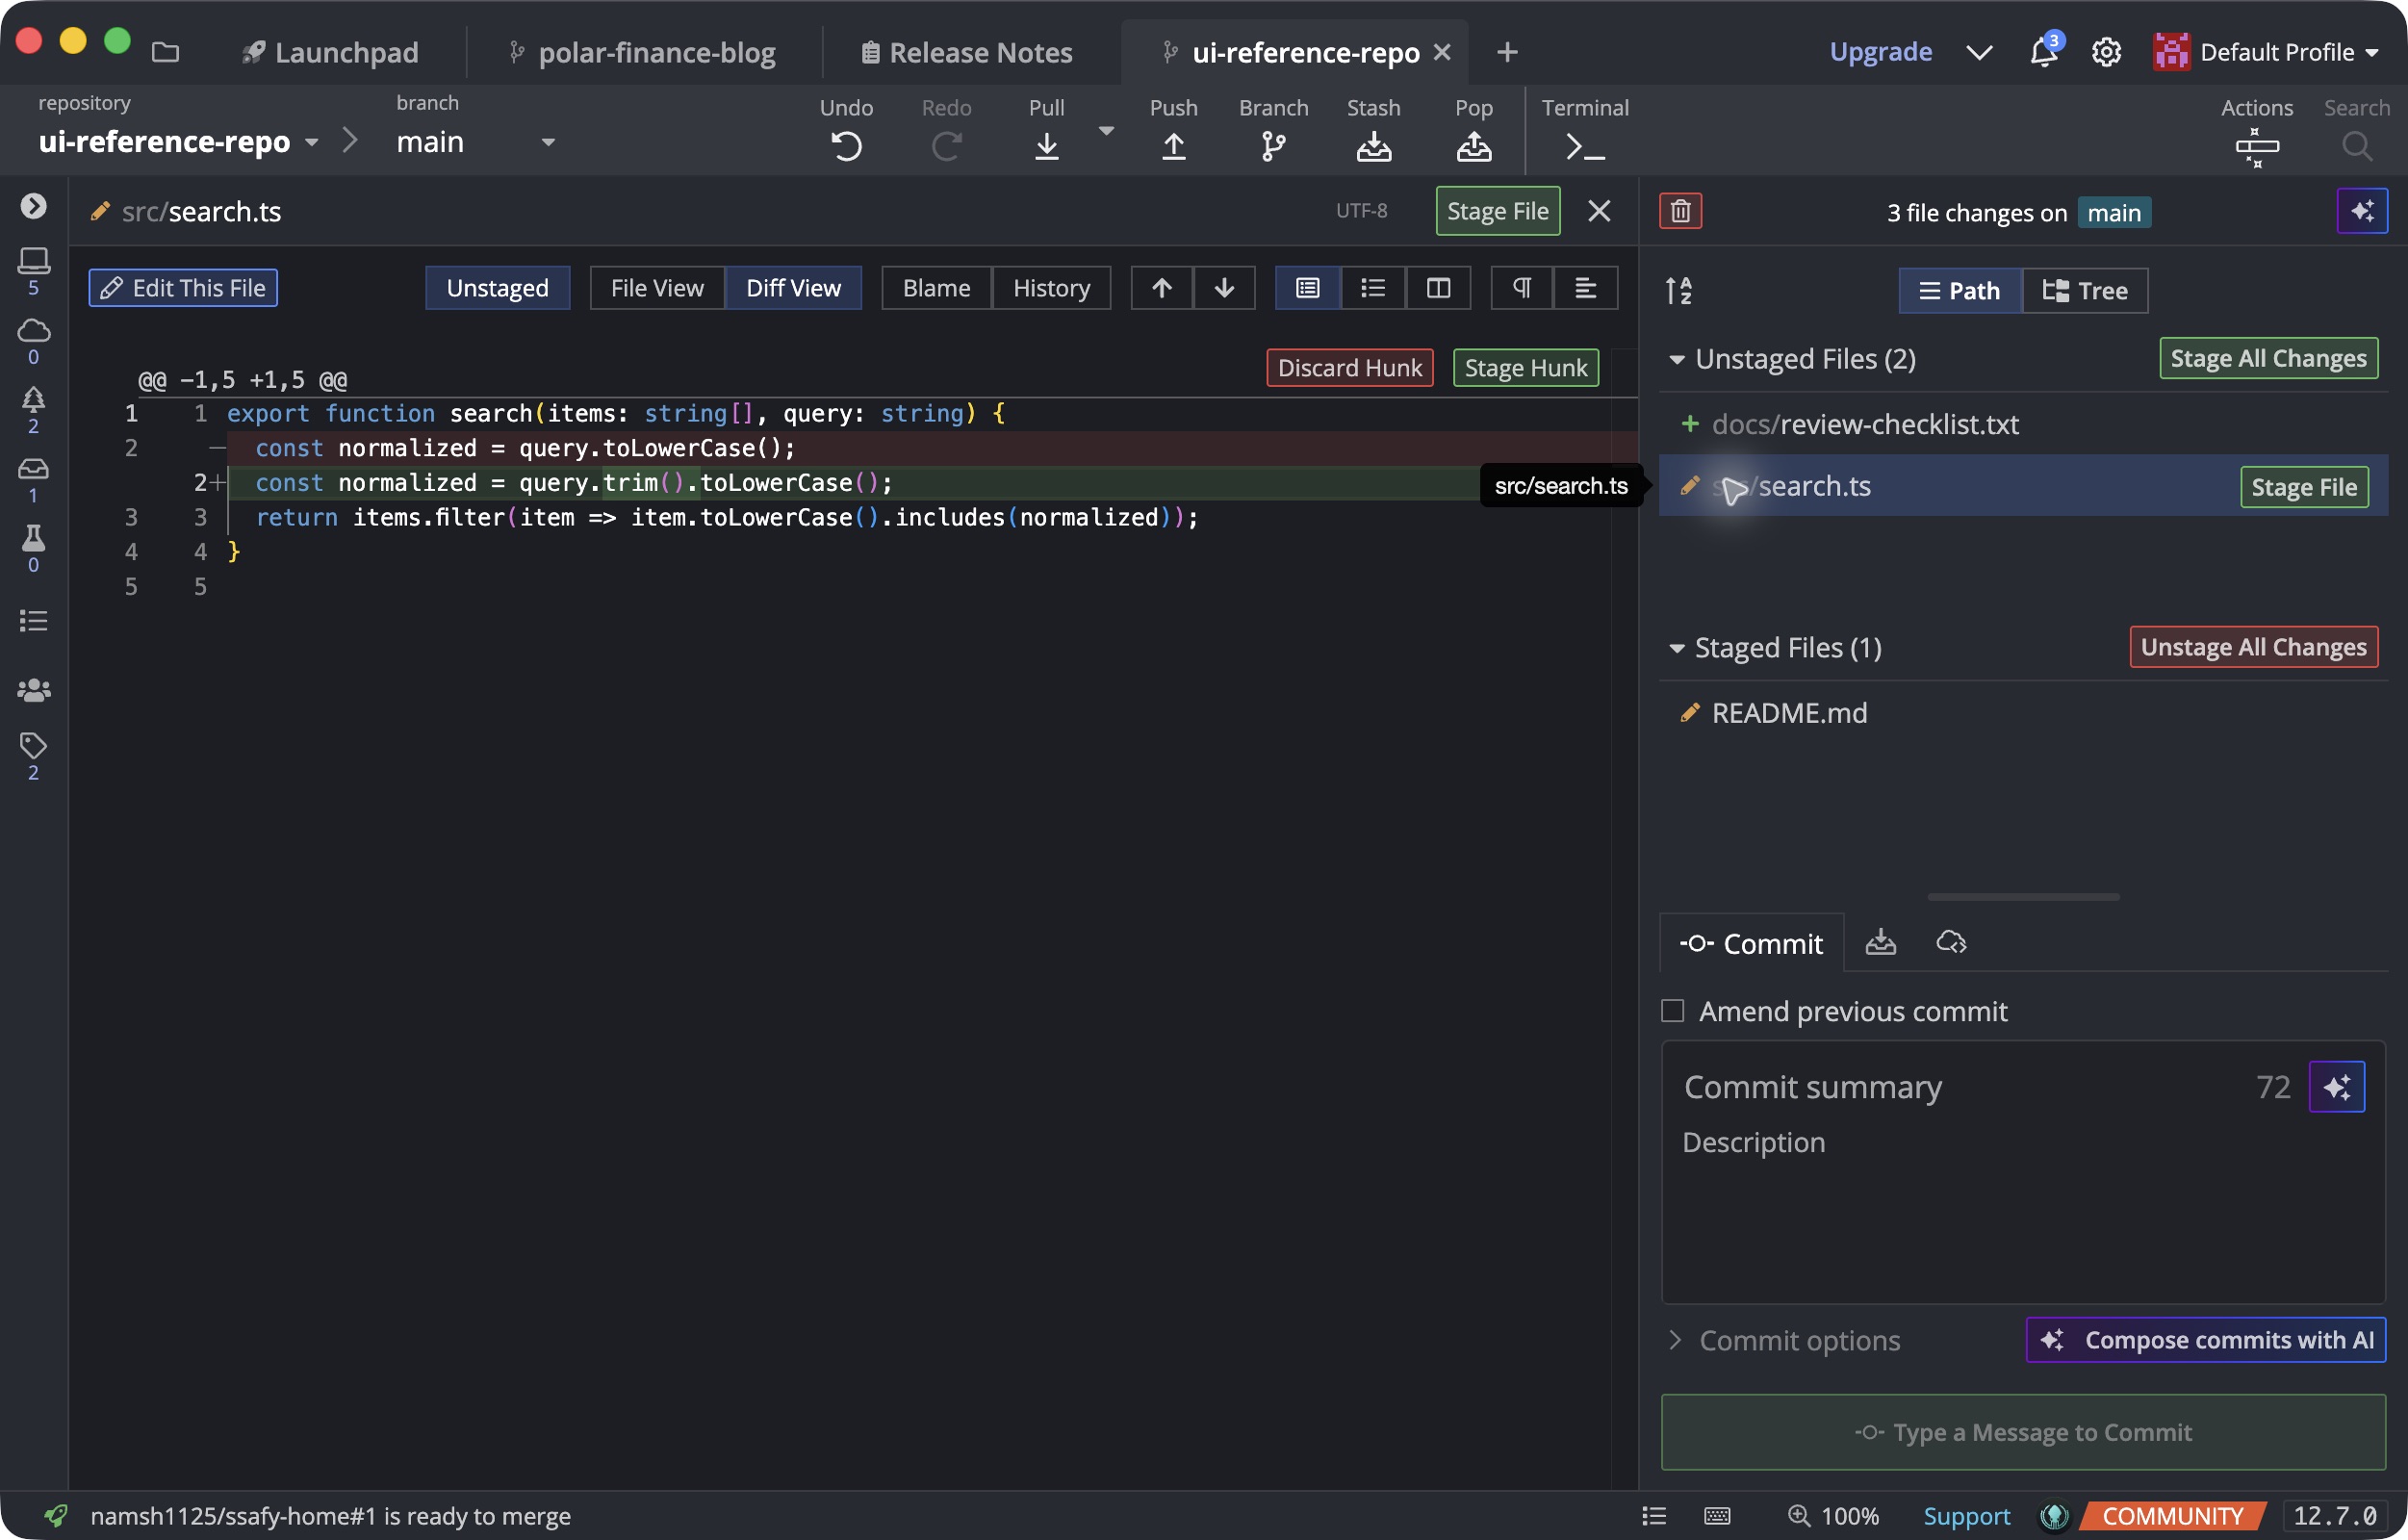 Launchpad
polar-finance-blog
Release Notes
ui-reference-repo
Upgrade
3
Default Profile
repository
ui-reference-repo
branch
main
Undo
Redo
Pull
Push
Branch
Stash
Pop
Terminal
Actions
Search
5
0
2
1
0
2
src/search.ts
UTF-8
Stage File
Edit This File
Unstaged
File View
Diff View
Blame
History
@@ -1,5 +1,5 @@
Discard Hunk
Stage Hunk
1 1 export function search(items: string[], query: string) {
2 − const normalized = query.toLowerCase();
2+ const normalized = query.trim().toLowerCase();
3 3 return items.filter(item => item.toLowerCase().includes(normalized));
4 4 }
5 5
src/search.ts
3 file changes on main
Path
Tree
Unstaged Files (2)
Stage All Changes
docs/review-checklist.txt
/search.ts
Stage File
Staged Files (1)
Unstage All Changes
README.md
Commit
Amend previous commit
Commit summary
72
Description
Commit options
Compose commits with AI
Type a Message to Commit
namsh1125/ssafy-home#1 is ready to merge
100%
Support
COMMUNITY
12.7.0